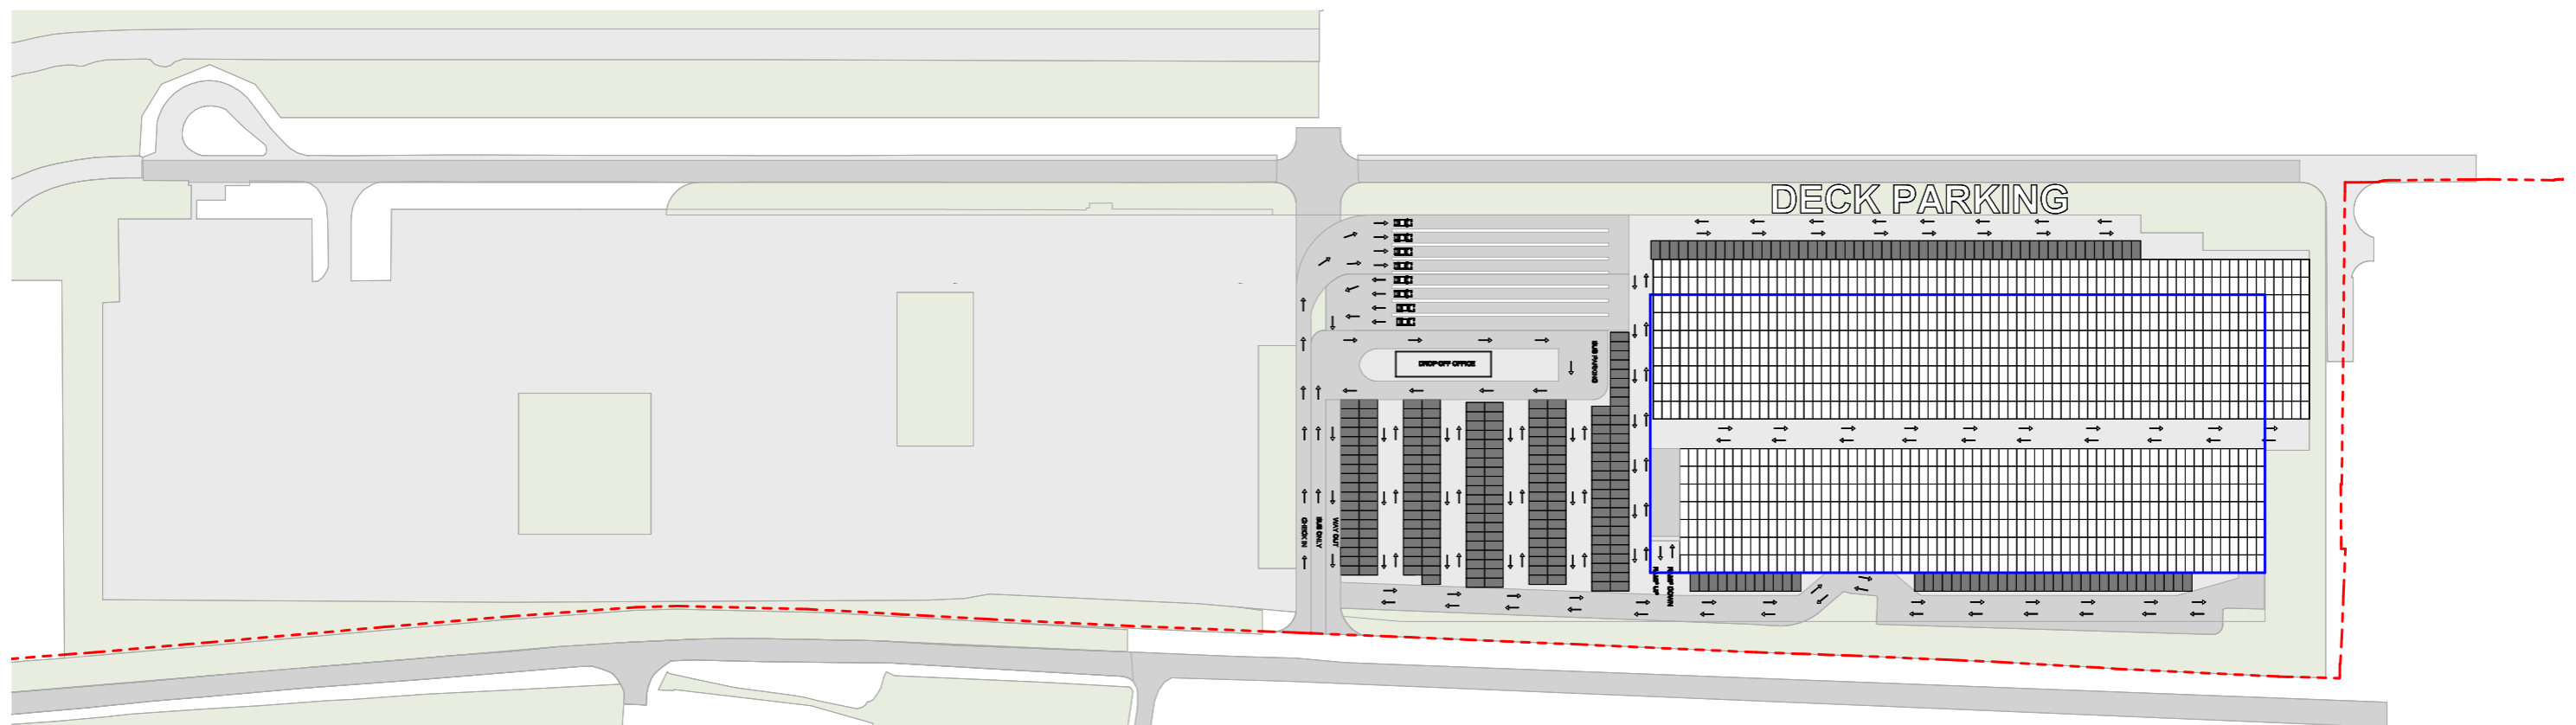 DECK PARKING
DROP-OFF OFFICE
BUS PARKING
CHECK IN
BUS ONLY
WAY OUT
RAMP UP
RAMP DOWN